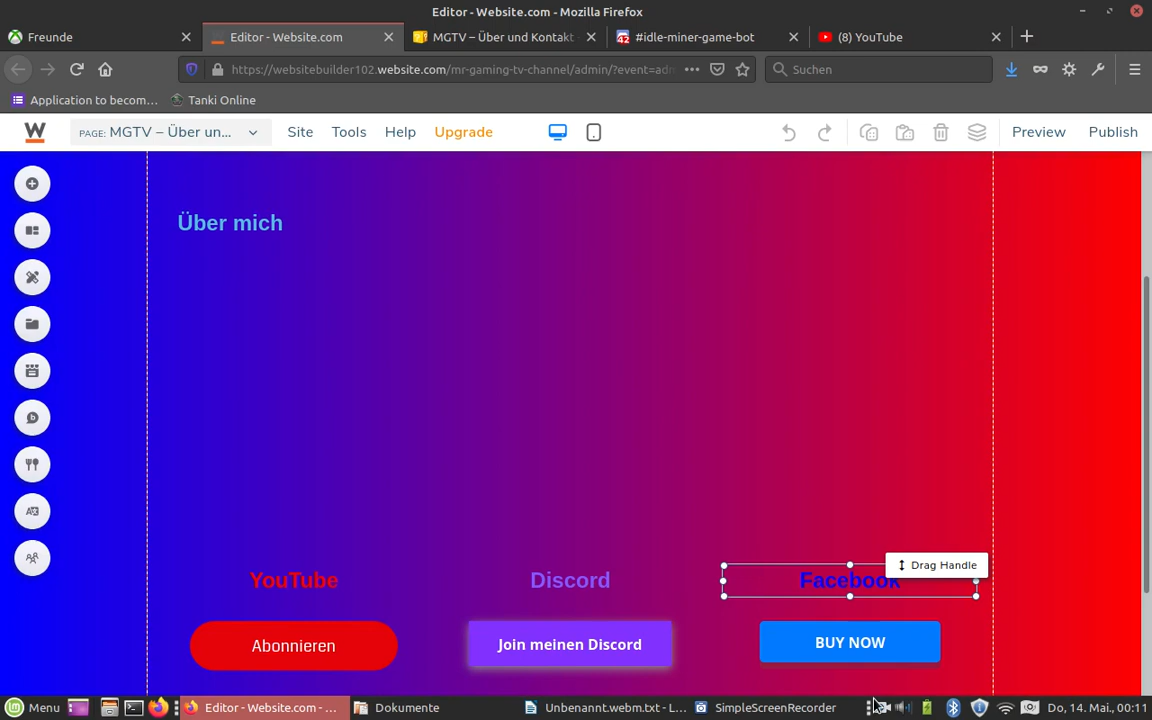 Editor - Website.com - Mozilla Firefox
Freunde
Editor - Website.com
MGTV – Über und Kontakt
#idle-miner-game-bot
(8) YouTube
https://websitebuilder102.website.com/mr-gaming-tv-channel/admin/?event=adm
Suchen
Application to becom…
Tanki Online
PAGE: MGTV – Über un...
Site
Tools
Help
Upgrade
Preview
Publish
Über mich
Drag Handle
YouTube
Discord
Facebook
Abonnieren
Join meinen Discord
BUY NOW
Menu
Editor - Website.com - ...
Dokumente
Unbenannt.webm.txt - L...
SimpleScreenRecorder
Do, 14. Mai., 00:11